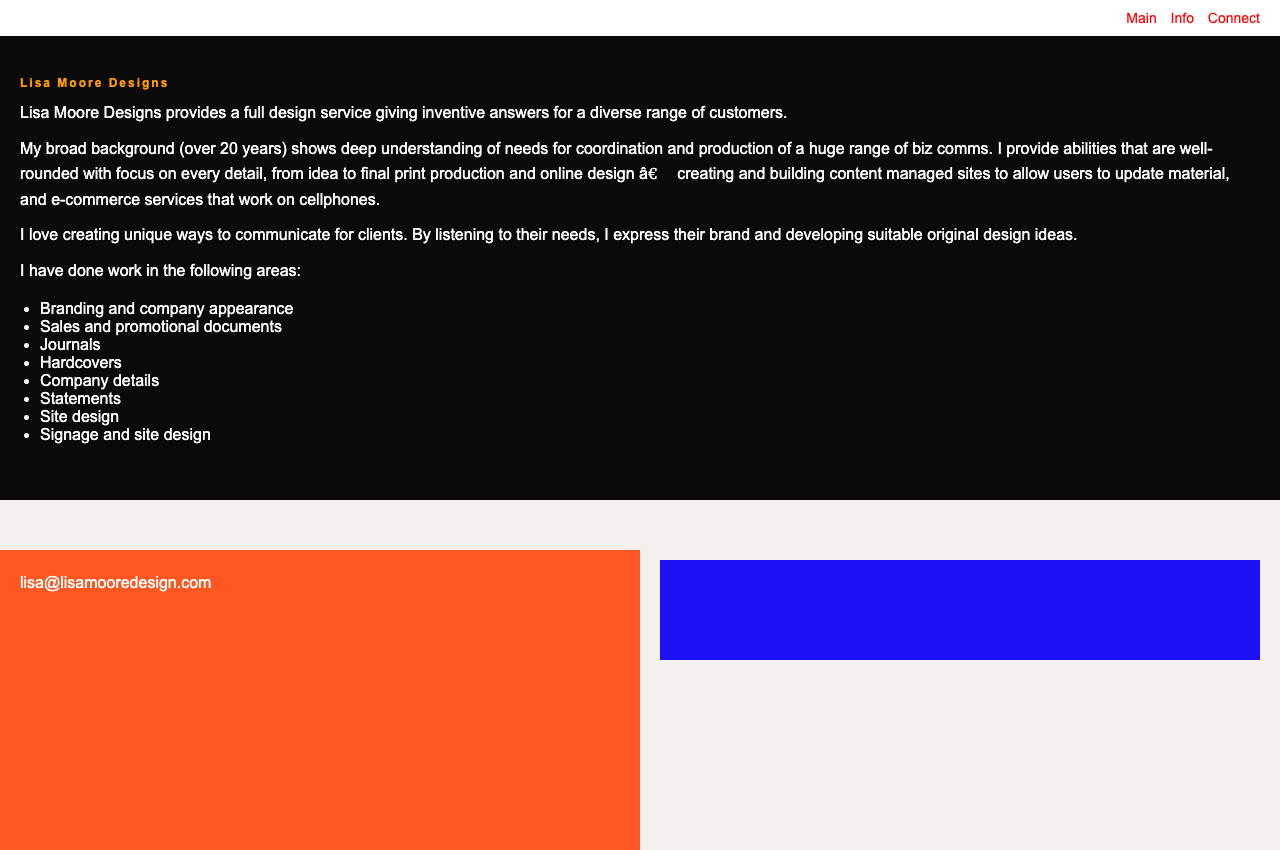 Main Info Connect
Lisa Moore Designs
Lisa Moore Designs provides a full design service giving inventive answers for a diverse range of customers.
My broad background (over 20 years) shows deep understanding of needs for coordination and production of a huge range of biz comms. I provide abilities that are well-
rounded with focus on every detail, from idea to final print production and online design â€ creating and building content managed sites to allow users to update material,
and e-commerce services that work on cellphones.
I love creating unique ways to communicate for clients. By listening to their needs, I express their brand and developing suitable original design ideas.
I have done work in the following areas:
• Branding and company appearance
• Sales and promotional documents
• Journals
• Hardcovers
• Company details
• Statements
• Site design
• Signage and site design
lisa@lisamooredesign.com